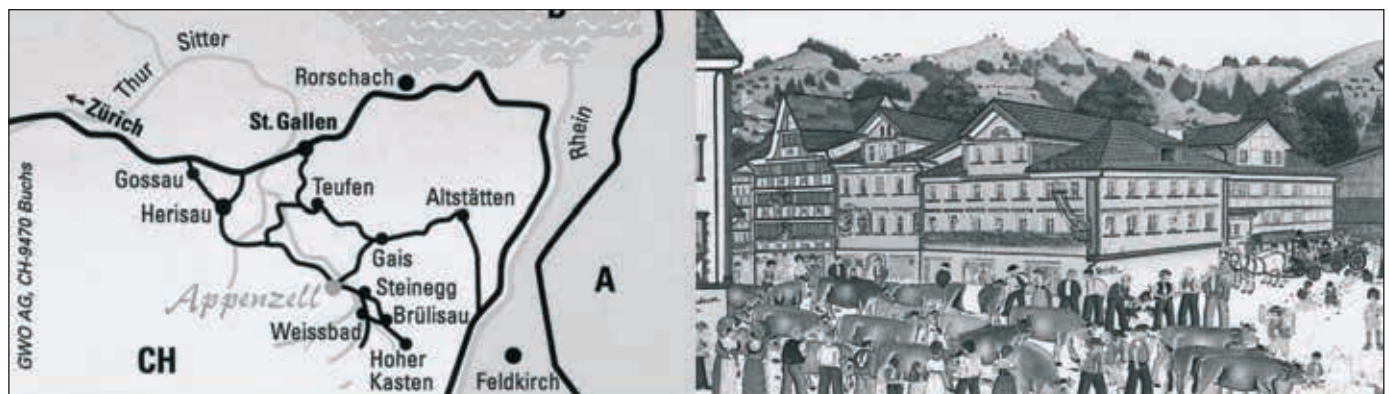 D
Sitter
Thur
Rorschach
← Zürich
St. Gallen
Rhein
Gossau
Teufen
Altstätten
Herisau
Gais
A
Appenzell
Steinegg
Brülisau
Weissbad
CH
Hoher
Kasten
Feldkirch
GWO AG, CH-9470 Buchs